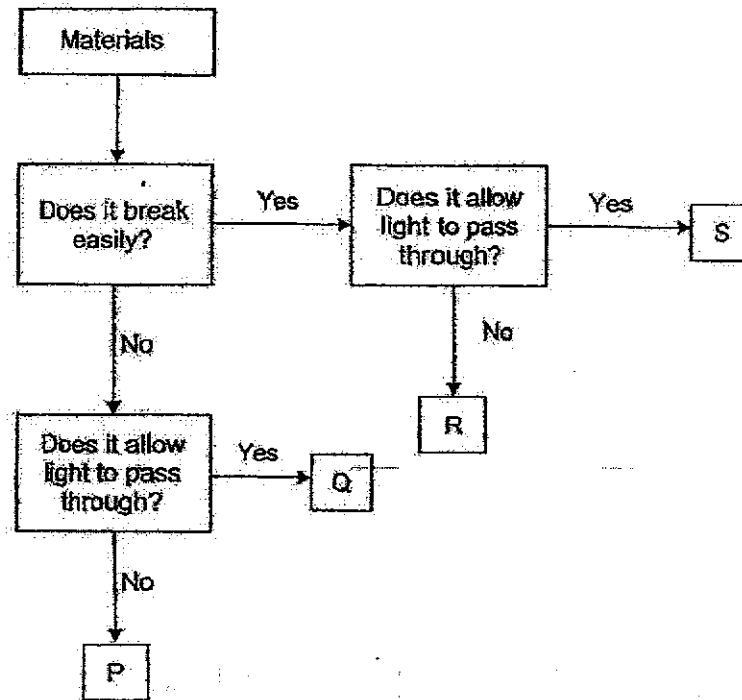 Materials
Does it break
easily?
Yes
Does it allow
light to pass
through?
Yes
S
No
R
No
Does it allow
light to pass
through?
Yes
Q
No
P